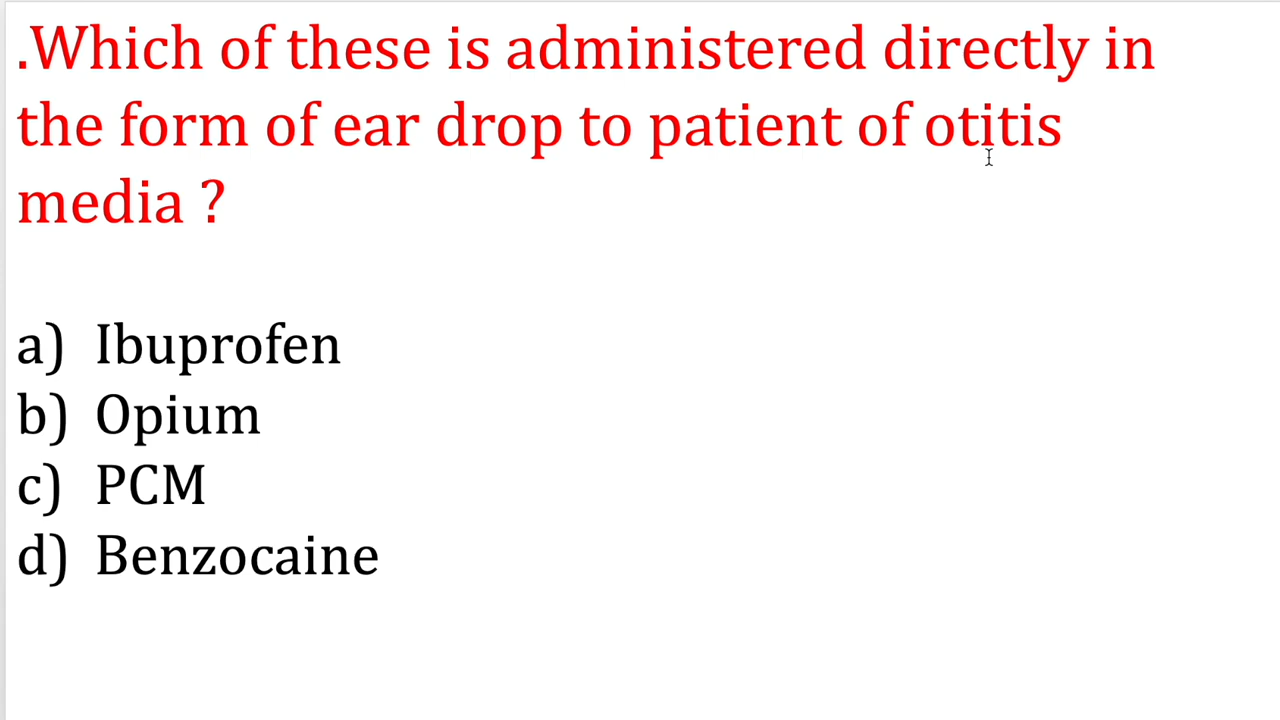 .Which of these is administered directly in
the form of ear drop to patient of otitis
media ?
a) Ibuprofen
b) Opium
c) PCM
d) Benzocaine